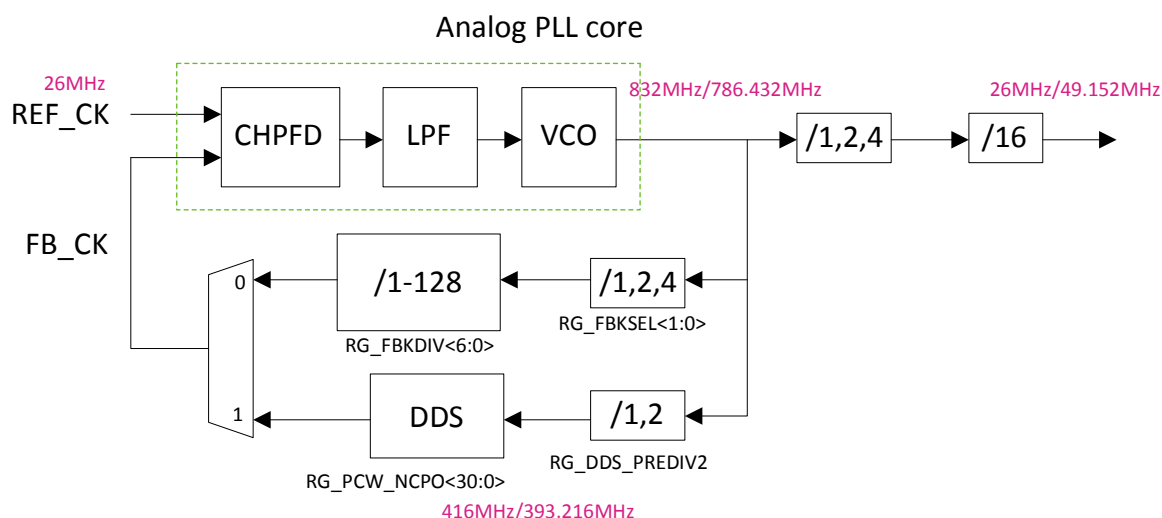 Analog PLL core
26MHz
REF_CK
CHPFD
LPF
VCO
832MHz/786.432MHz
/1,2,4
26MHz/49.152MHz
/16
FB_CK
0
/1-128
RG_FBKDIV<6:0>
/1,2,4
RG_FBKSEL<1:0>
1
DDS
RG_PCW_NCPO<30:0>
/1,2
RG_DDS_PREDIV2
416MHz/393.216MHz